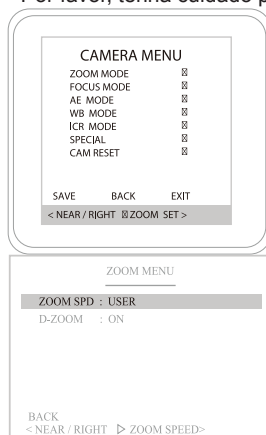 Por favor, tenha cuidado p
CAMERA MENU
ZOOM MODE
FOCUS MODE
AE MODE
WB MODE
ICR MODE
SPECIAL
CAM RESET
SAVE BACK EXIT
< NEAR / RIGHT ZOOM SET >
ZOOM MENU
ZOOM SPD : USER
D-ZOOM : ON
BACK
< NEAR / RIGHT ▷ ZOOM SPEED>